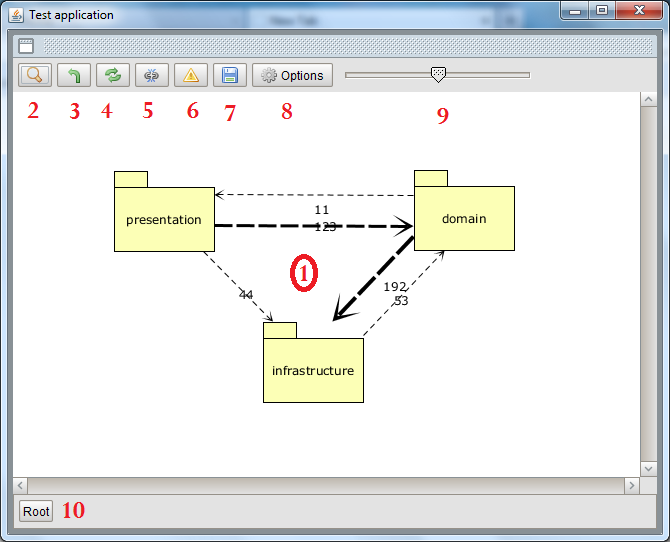 Test application
New Tab
Options
2 3 4 5 6 7 8 9
presentation
domain
11
123
1
44
192
53
infrastructure
Root
10